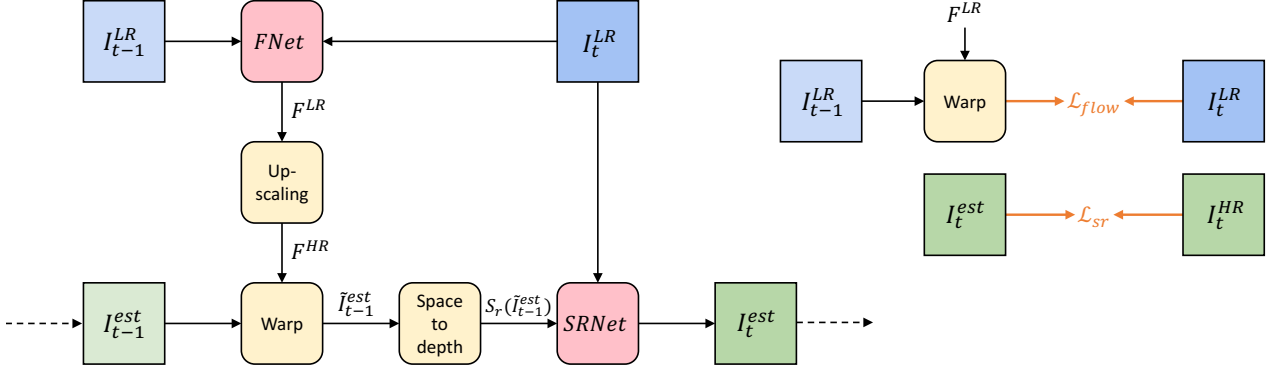 I_{t-1}^{LR}
FNet
I_t^{LR}
F^{LR}
Up-
scaling
F^{HR}
I_{t-1}^{est}
Warp
Ĩ_{t-1}^{est}
Space
to
depth
S_r(Ĩ_{t-1}^{est})
SRNet
I_t^{est}
F^{LR}
I_{t-1}^{LR}
Warp
ℒ_{flow}
I_t^{LR}
I_t^{est}
ℒ_{sr}
I_t^{HR}